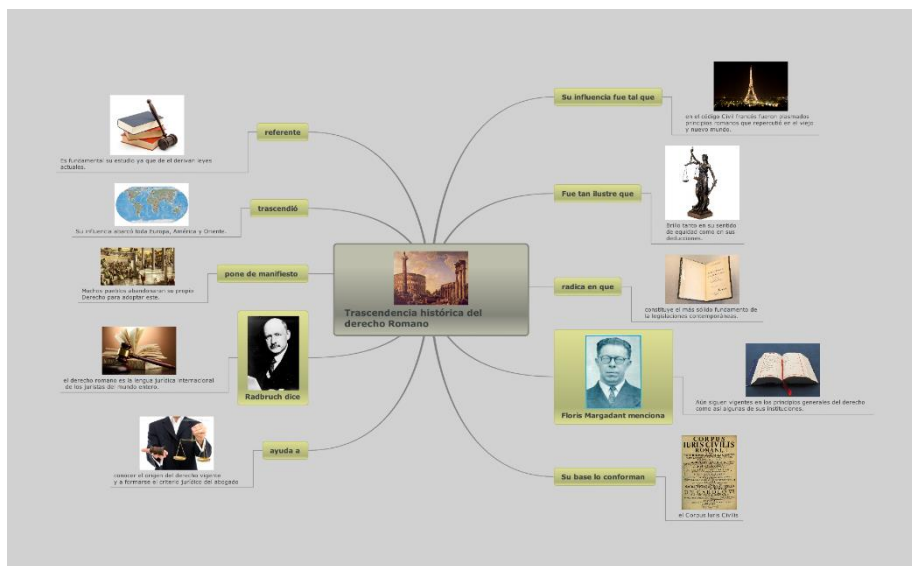 Trascendencia histórica del
derecho Romano
referente
Es fundamental su estudio ya que de el derivan leyes
actuales.
trascendió
Su influencia abarcó toda Europa, América y Oriente.
pone de manifiesto
Muchos pueblos abandonaron su propio
Derecho para adoptar este.
Radbruch dice
el derecho romano es la lengua jurídica internacional
de los juristas del mundo entero.
ayuda a
conocer el origen del derecho vigente
y a formarse el criterio jurídico del abogado
Su influencia fue tal que
en el código Civil francés fueron plasmados
principios romanos que repercutió en el viejo
y nuevo mundo.
Fue tan ilustre que
Brillo tanto en su sentido
de equidad como en sus
deducciones.
radica en que
constituye el más sólido fundamento de
la legislaciones contemporáneas.
Floris Margadant menciona
Aún siguen vigentes en los principios generales del derecho
como así algunas de sus instituciones.
Su base lo conforman
CORPUS
IURIS CIVILIS
ROMANI,
el Corpus Iuris Civilis